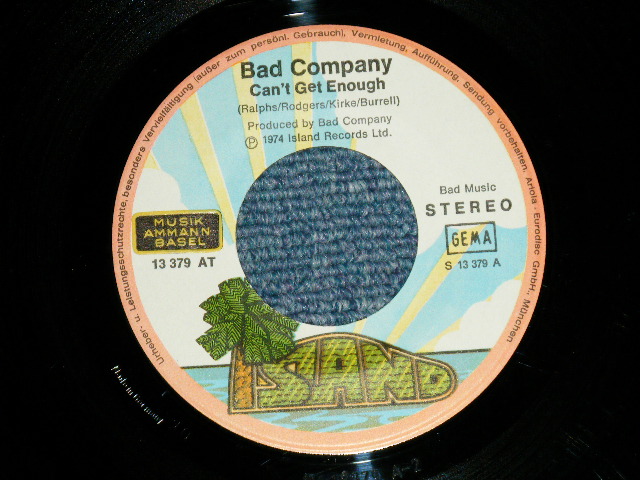 Urheber- u. Leistungsschutzrechte, besonders Vervielfältigung (außer zum persönl. Gebrauch), Vermietung, Aufführung, Sendung vorbehalten. Ariola-Eurodisc GmbH., München
Bad Company
Can't Get Enough
(Ralphs/Rodgers/Kirke/Burrell)
Produced by Bad Company
℗ 1974 Island Records Ltd.
Bad Music
STEREO
MUSIK
AMMANN
BASEL
GEMA
13 379 AT
S 13 379 A
ISLAND